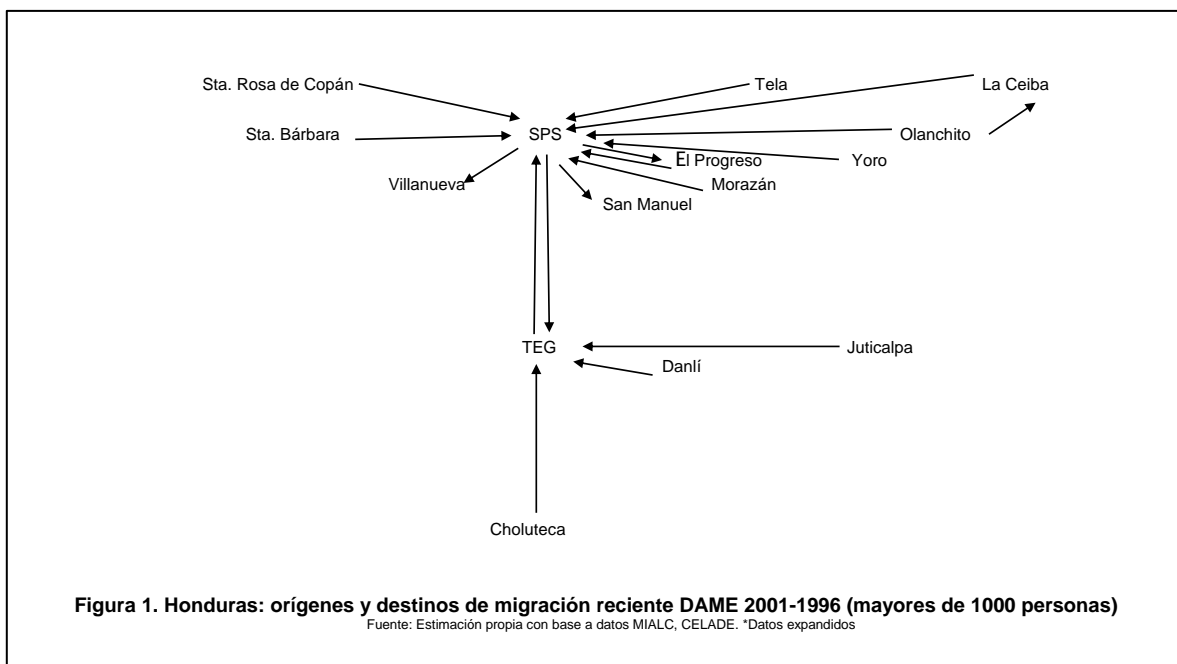 Sta. Rosa de Copán
Tela
La Ceiba
Sta. Bárbara
SPS
Olanchito
El Progreso
Yoro
Villanueva
Morazán
San Manuel
TEG
Juticalpa
Danlí
Choluteca
Figura 1. Honduras: orígenes y destinos de migración reciente DAME 2001-1996 (mayores de 1000 personas)
Fuente: Estimación propia con base a datos MIALC, CELADE. *Datos expandidos